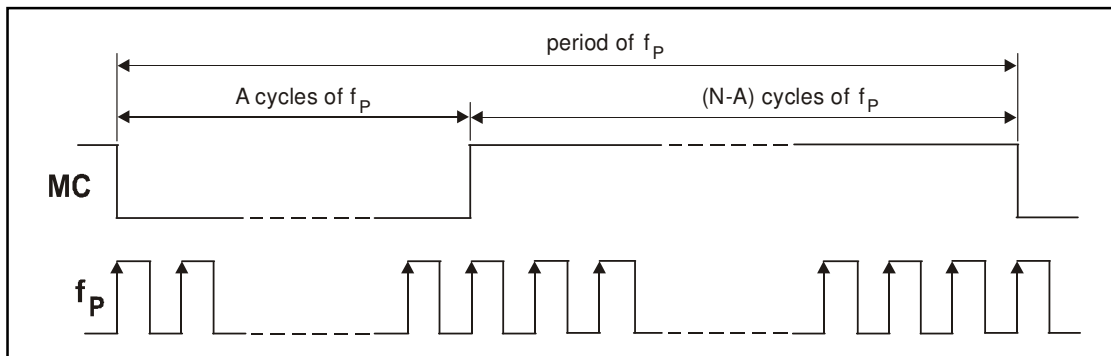 period of fP
A cycles of fP
(N-A) cycles of fP
MC
fP